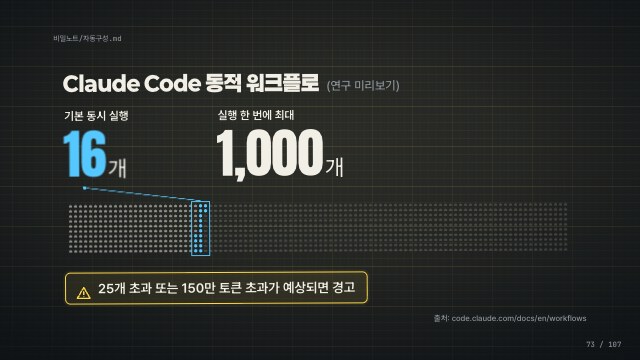 비밀노트/자동구성.md
Claude Code 동적 워크플로 (연구 미리보기)
기본 동시 실행
16개
실행 한 번에 최대
1,000개
25개 초과 또는 150만 토큰 초과가 예상되면 경고
출처: code.claude.com/docs/en/workflows
73 / 107